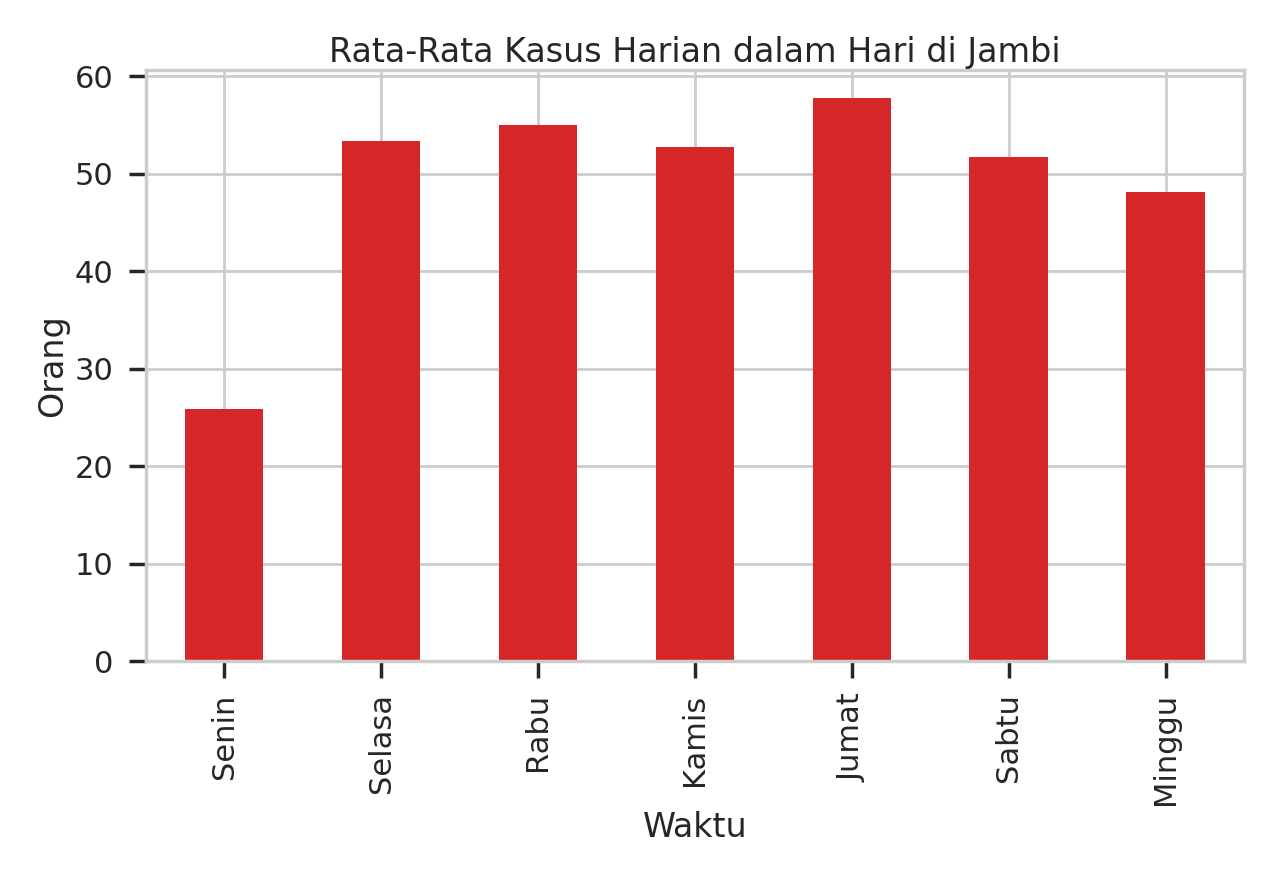 Rata-Rata Kasus Harian dalam Hari di Jambi
60
50
40
30
20
10
0
Orang
Senin
Selasa
Rabu
Kamis
Jumat
Sabtu
Minggu
Waktu